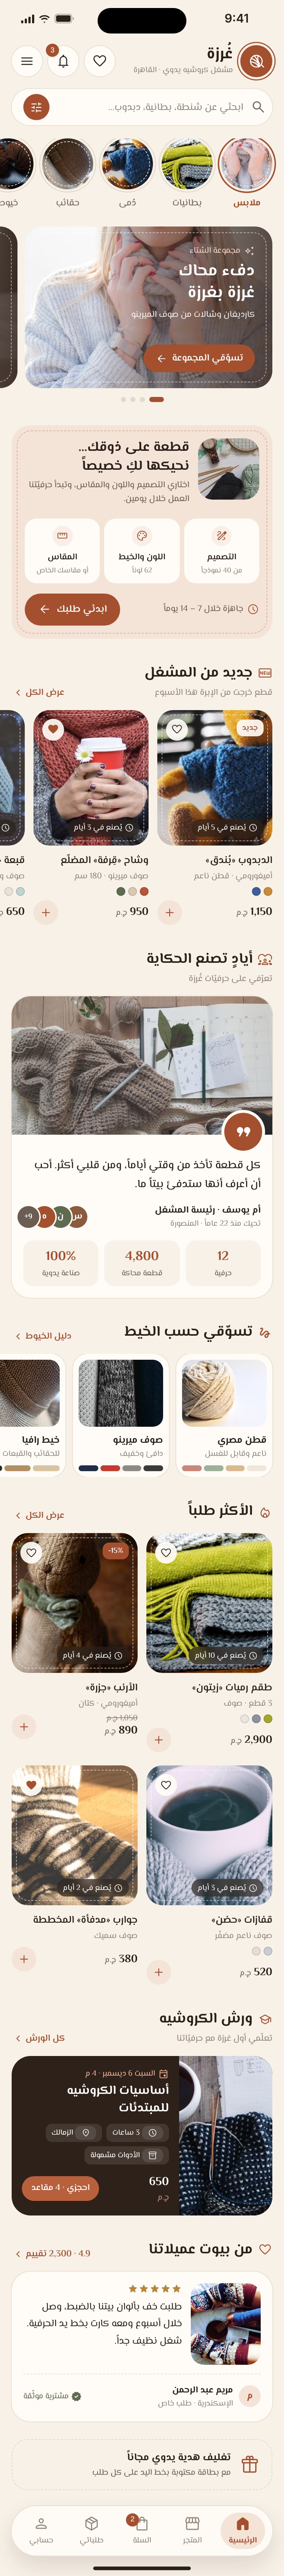 9:41
غُرزة
مشغل كروشيه يدوي · القاهرة
3
ابحثي عن شنطة، بطانية، دبدوب...
ملابس
بطانيات
دُمى
حقائب
خيوط
مجموعة الشتاء
دفء محاك
غرزة بغرزة
كارديغان وشالات من صوف الميرينو
تسوّقي المجموعة
قطعة على ذوقك...
نحيكها لكِ خصيصاً
اختاري التصميم واللون والمقاس، ونبدأ حرفيّتنا
العمل خلال يومين.
التصميم
من 40 نموذجاً
اللون والخيط
62 لوناً
المقاس
أو مقاسك الخاص
جاهزة خلال 7 – 14 يوماً
ابدئي طلبك
جديد من المشغل
قطع خرجت من الإبرة هذا الأسبوع
عرض الكل
جديد
يُصنع في 5 أيام
يُصنع في 3 أيام
الدبدوب «بُندق»
أميغورومي · قطن ناعم
1,150 ج.م
وشاح «قِرفة» المضلّع
صوف ميرينو · 180 سم
950 ج.م
قبعة
صوف
650
أيادٍ تصنع الحكاية
تعرّفي على حرفيّات غُرزة
كل قطعة تأخذ من وقتي أياماً، ومن قلبي أكثر. أحب
أن أعرف أنها ستدفئ بيتاً ما.
أم يوسف · رئيسة المشغل
تحيك منذ 22 عاماً · المنصورة
س
ن
ه
+9
12
حرفية
4,800
قطعة محاكة
100%
صناعة يدوية
تسوّقي حسب الخيط
دليل الخيوط
قطن مصري
ناعم وقابل للغسل
صوف ميرينو
دافئ وخفيف
خيط رافيا
للحقائب والقبعات
الأكثر طلباً
عرض الكل
يُصنع في 10 أيام
-15%
يُصنع في 4 أيام
طقم رميات «زيتون»
3 قطع · صوف
2,900 ج.م
الأرنب «جزرة»
أميغورومي · كتان
1,050 ج.م
890 ج.م
يُصنع في 3 أيام
يُصنع في 2 أيام
قفازات «حضن»
صوف ناعم مضفّر
520 ج.م
جوارب «مدفأة» المخططة
صوف سميك
380 ج.م
ورش الكروشيه
تعلّمي أول غرزة مع حرفيّاتنا
كل الورش
السبت 6 ديسمبر · 4 م
أساسيات الكروشيه
للمبتدئات
3 ساعات
الزمالك
الأدوات مشمولة
650
ج.م
احجزي · 4 مقاعد
من بيوت عميلاتنا
4.9 · 2,300 تقييم
طلبت خف بألوان بيتنا بالضبط، وصل
خلال أسبوع ومعه كارت بخط يد الحرفية.
شغل نظيف جداً.
م
مريم عبد الرحمن
الإسكندرية · طلب خاص
مشترية موثّقة
تغليف هدية يدوي مجاناً
مع بطاقة مكتوبة بخط اليد على كل طلب
الرئيسية
المتجر
2
السلة
طلباتي
حسابي